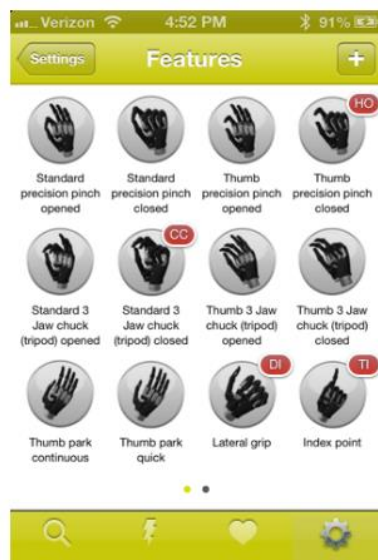 Verizon 4:52 PM 91%
Settings Features +
HO
Standard Standard Thumb Thumb
precision pinch precision pinch precision pinch precision pinch
opened closed opened closed
CC
Standard 3 Standard 3 Thumb 3 Jaw Thumb 3 Jaw
Jaw chuck Jaw chuck chuck (tripod) chuck (tripod)
(tripod) opened (tripod) closed opened closed
DI TI
Thumb park Thumb park Lateral grip Index point
continuous quick